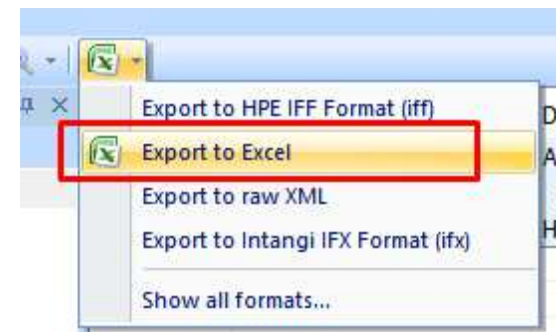 Export to HPE IFF Format (iff)
Export to Excel
Export to raw XML
Export to Intangi IFX Format (ifx)
Show all formats...